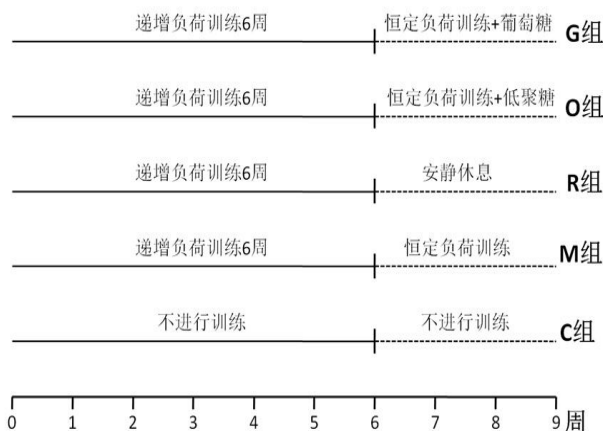 递增负荷训练6周 恒定负荷训练+葡萄糖 G组
递增负荷训练6周 恒定负荷训练+低聚糖 O组
递增负荷训练6周 安静休息 R组
递增负荷训练6周 恒定负荷训练 M组
不进行训练 不进行训练 C组
0 1 2 3 4 5 6 7 8 9 周